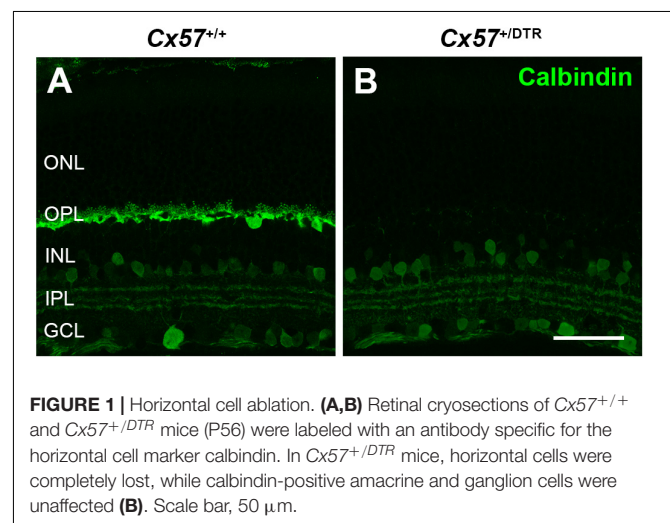 Cx57+/+ Cx57+/DTR
A B Calbindin
ONL
OPL
INL
IPL
GCL
FIGURE 1 | Horizontal cell ablation. (A,B) Retinal cryosections of Cx57+/+
and Cx57+/DTR mice (P56) were labeled with an antibody specific for the
horizontal cell marker calbindin. In Cx57+/DTR mice, horizontal cells were
completely lost, while calbindin-positive amacrine and ganglion cells were
unaffected (B). Scale bar, 50 μm.